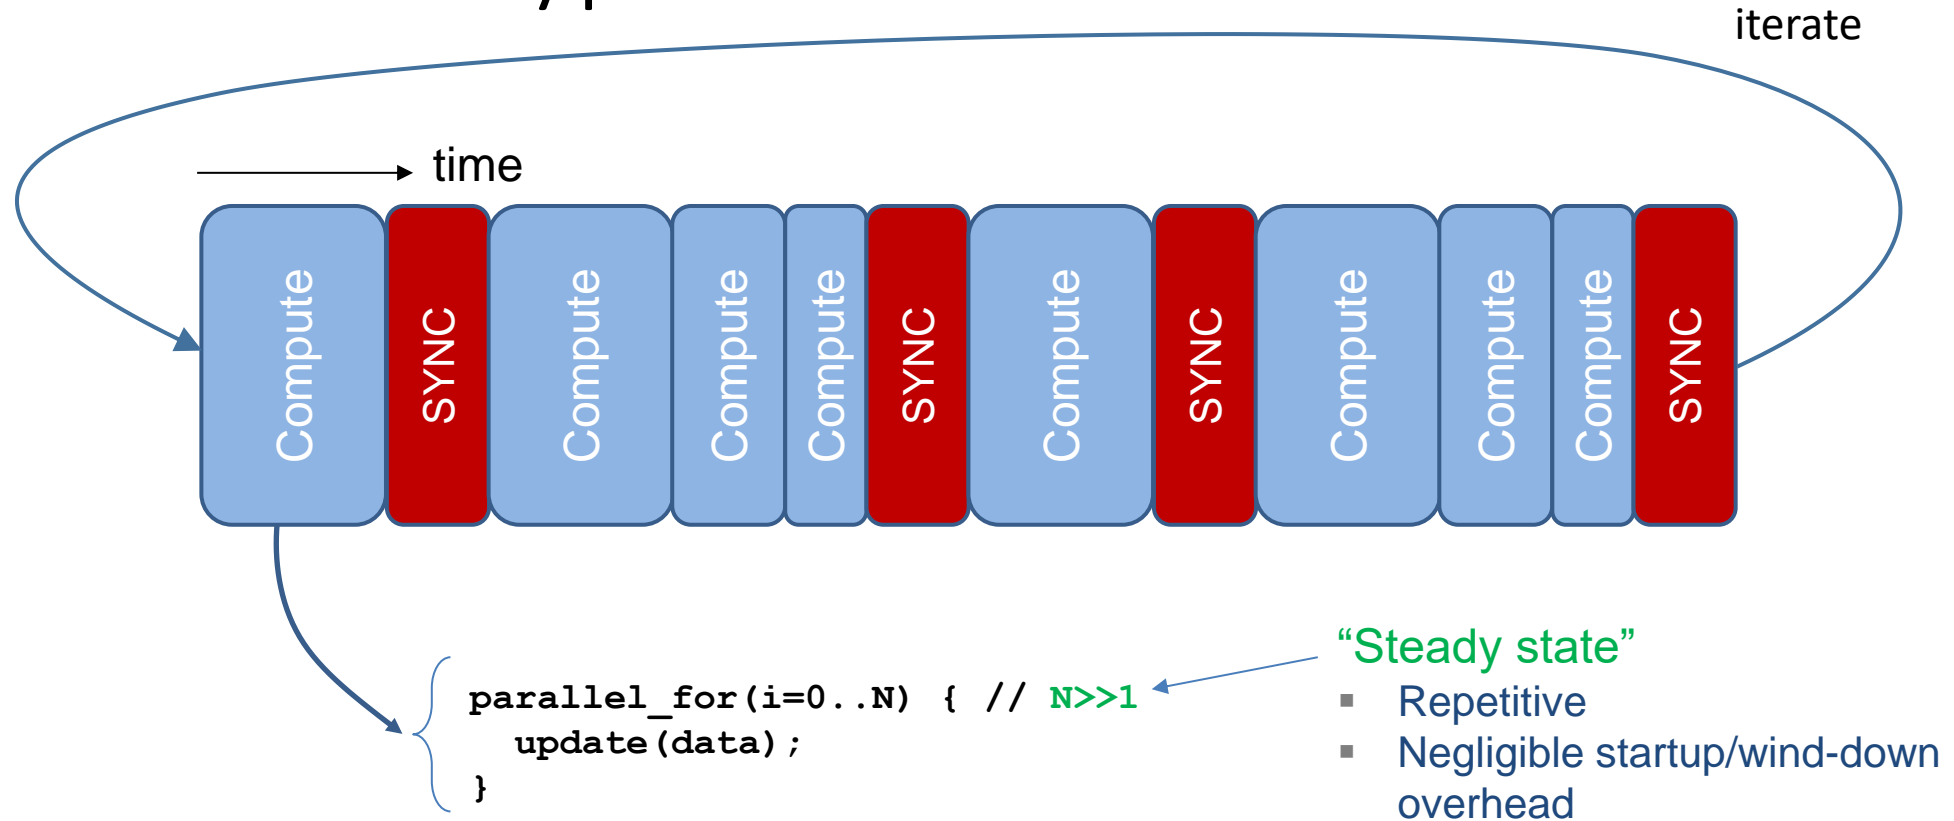 iterate
time
Compute
SYNC
Compute
Compute
Compute
SYNC
Compute
SYNC
Compute
Compute
Compute
SYNC
parallel_for(i=0..N) { // N>>1
update(data);
}
“Steady state”
▪ Repetitive
▪ Negligible startup/wind-down
overhead